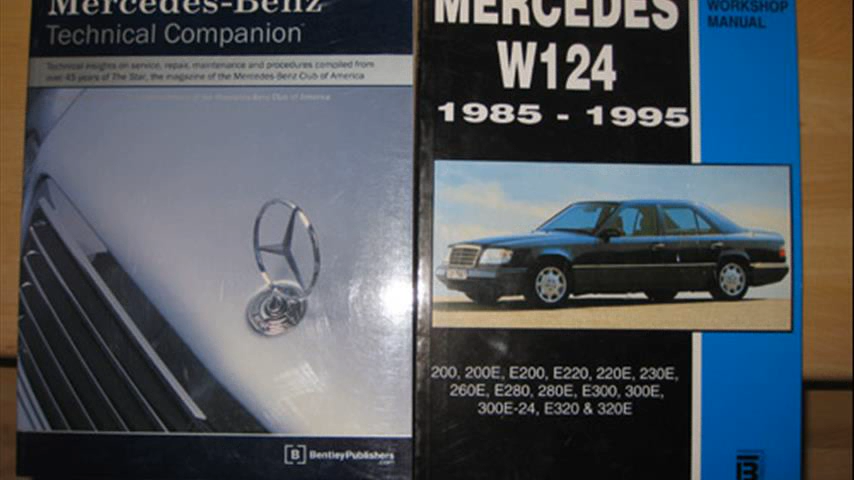 Mercedes-Benz
Technical Companion™
Technical insights on service, repair, maintenance and procedures compiled from
over 45 years of The Star, the magazine of the Mercedes-Benz Club of America
[B] BentleyPublishers
.com
MERCEDES
W124
1985 - 1995
WORKSHOP
MANUAL
200, 200E, E200, E220, 220E, 230E,
260E, E280, 280E, E300, 300E,
300E-24, E320 & 320E